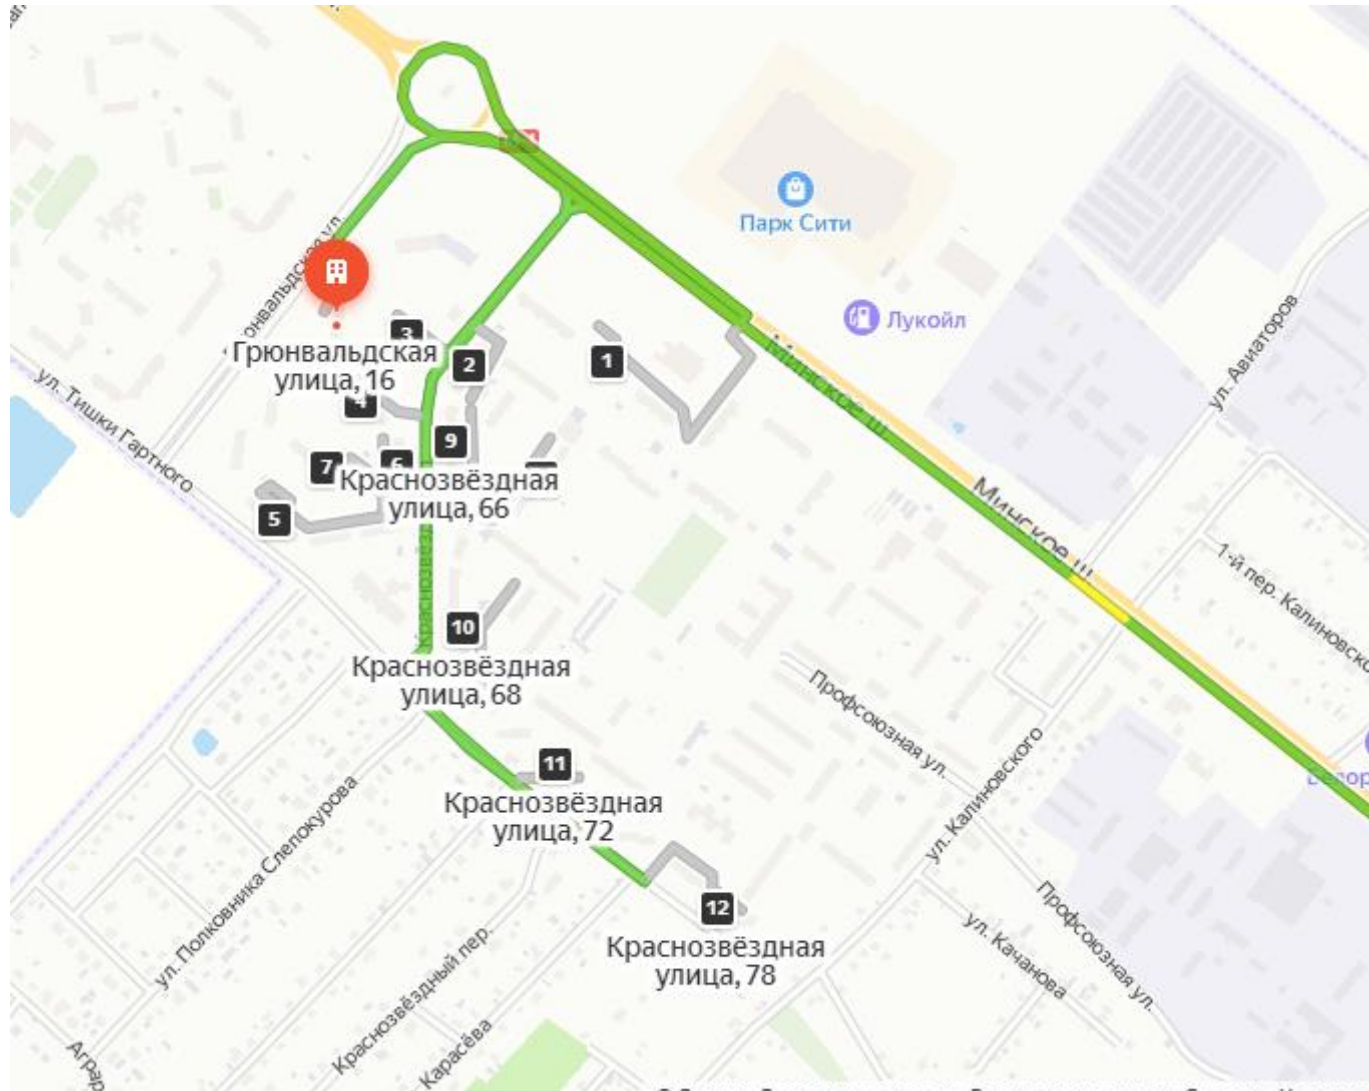 Парк Сити
Лукойл
ул. Авиаторов
3
2
1
Грюнвальдская
улица, 16
Минское ш.
ул. Тишки Гартного
4
9
7
6
Краснозвёздная
улица, 66
5
Минское ш.
1-й пер.
10
Краснозвёздная
улица, 68
Профсоюзная ул.
ул. Калиновского
11
Краснозвёздная
улица, 72
ул. Полковника Слепокурова
12
Краснозвёздная
улица, 78
Профсоюзная ул.
ул. Качанова
Краснозвёздный пер.
Карасёва